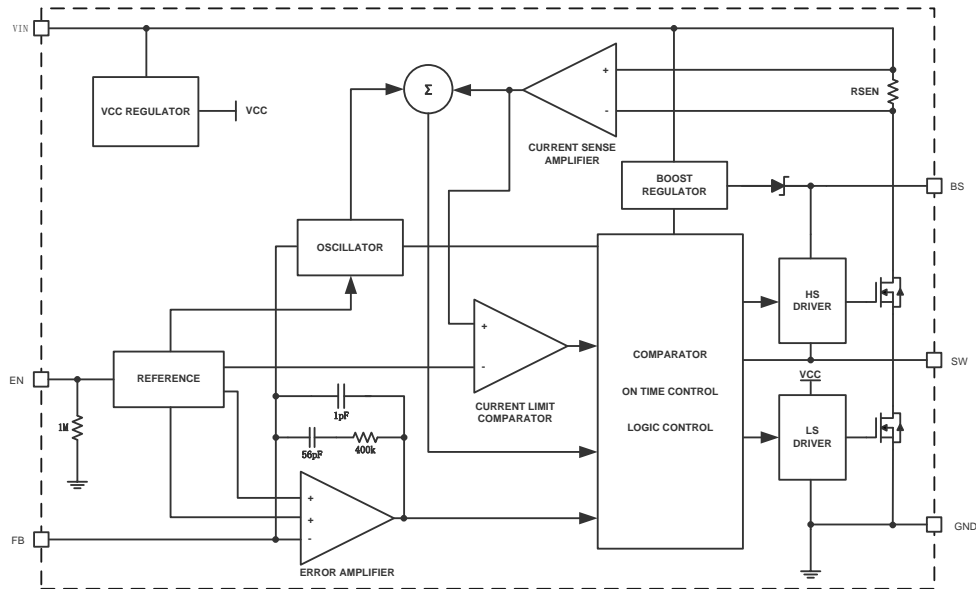 VIN
VCC REGULATOR
VCC
Σ
+
-
CURRENT SENSE
AMPLIFIER
RSEN
BOOST
REGULATOR
BS
OSCILLATOR
HS
DRIVER
+
-
CURRENT LIMIT
COMPARATOR
COMPARATOR
ON TIME CONTROL
LOGIC CONTROL
SW
EN
REFERENCE
VCC
1M
1pF
56pF
400k
LS
DRIVER
+
+
-
FB
ERROR AMPLIFIER
GND